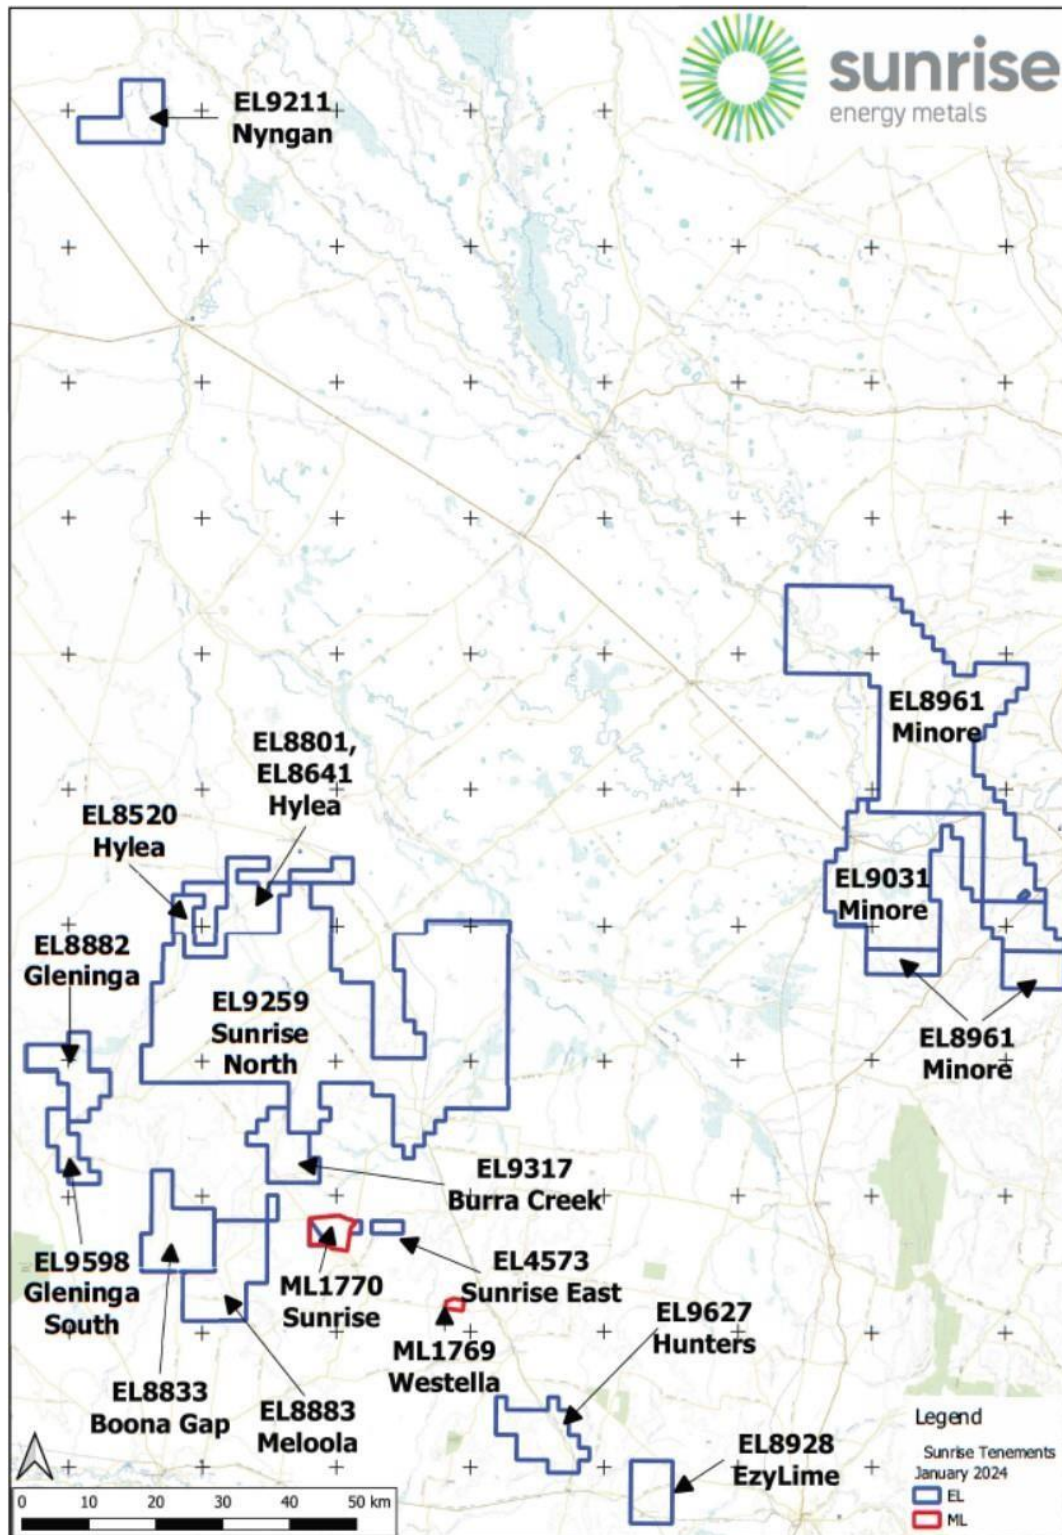 sunrise
energy metals
EL9211
Nyngan
EL8961
Minore
EL8801,
EL8641
Hylea
EL8520
Hylea
EL9031
Minore
EL8882
Gleninga
EL9259
Sunrise
North
EL8961
Minore
EL9317
Burra Creek
EL9598
Gleninga
South
ML1770
Sunrise
EL4573
Sunrise East
EL9627
Hunters
ML1769
Westella
EL8833
Boona Gap
EL8883
Meloola
EL8928
EzyLime
Legend
Sunrise Tenements
January 2024
EL
ML
0 10 20 30 40 50 km